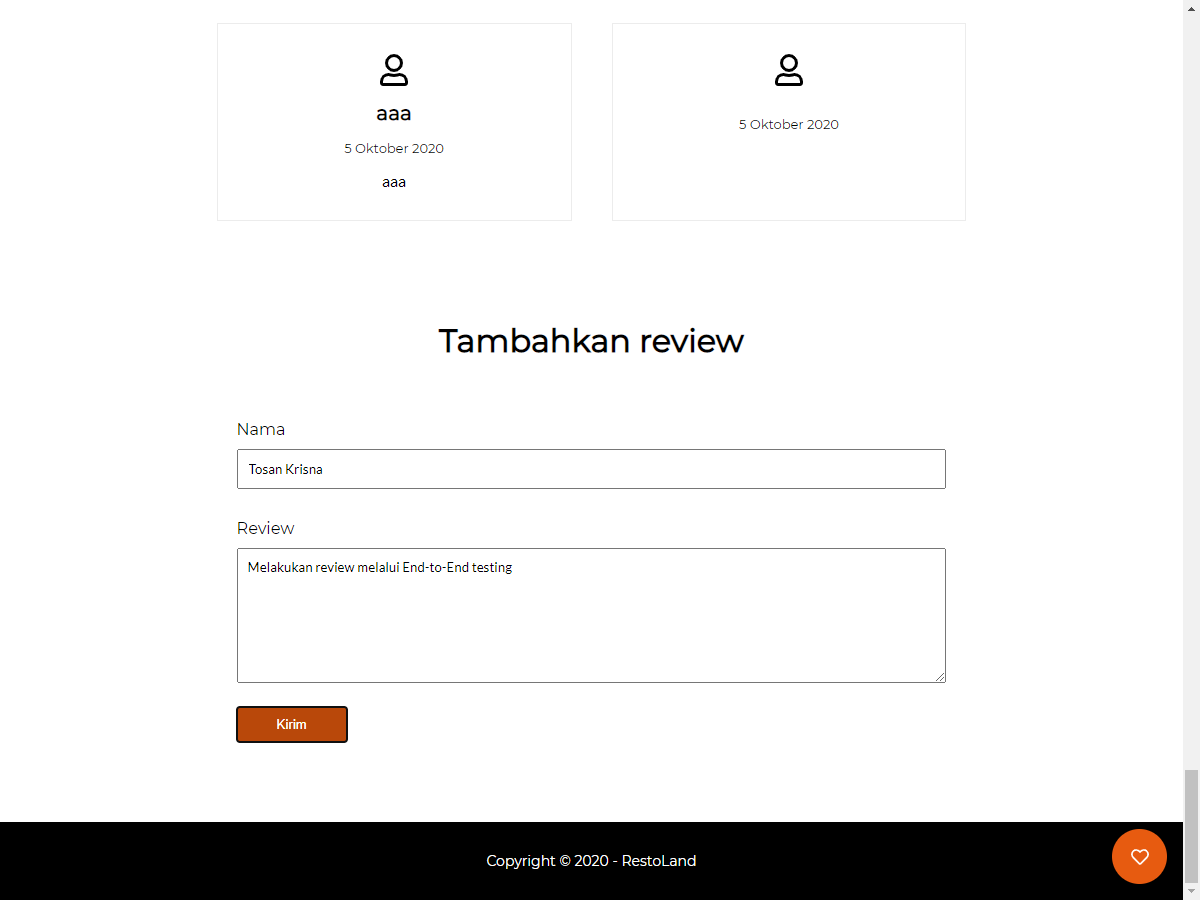 aaa
5 Oktober 2020
aaa
5 Oktober 2020
Tambahkan review
Nama
Tosan Krisna
Review
Melakukan review melalui End-to-End testing
Kirim
Copyright © 2020 - RestoLand